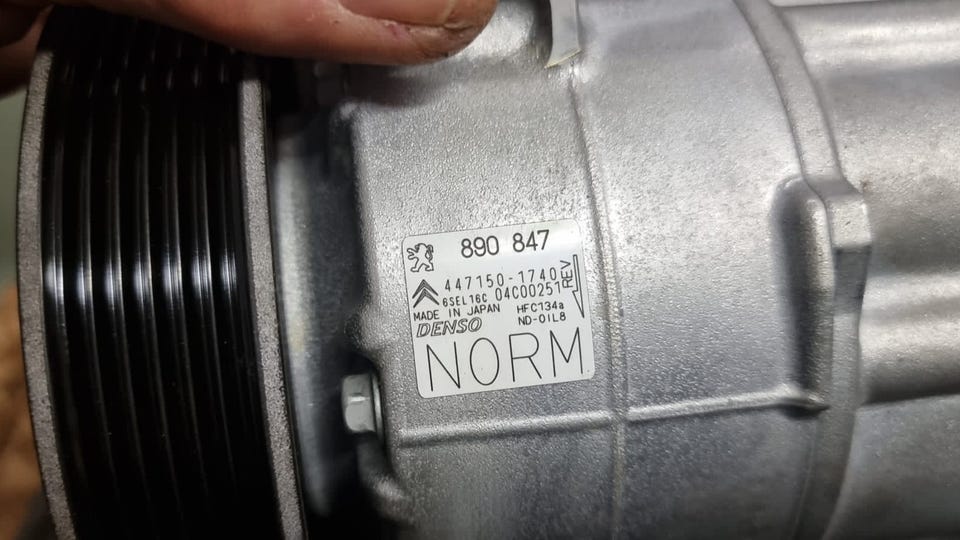 890 847
447150-1740
6SEL16C 04C00251
REV
MADE IN JAPAN HFC134a
DENSO ND-OIL8
NORM